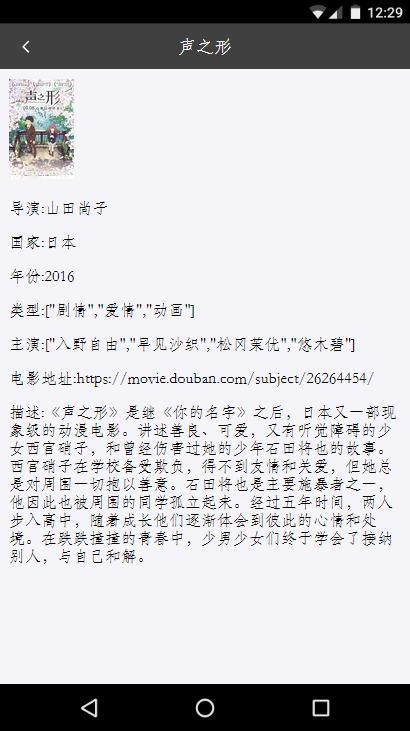 12:29
声之形
声之形
导演:山田尚子
国家:日本
年份:2016
类型:["剧情","爱情","动画"]
主演:["入野自由","早见沙织","松冈茉优","悠木碧"]
电影地址:https://movie.douban.com/subject/26264454/
描述:《声之形》是继《你的名字》之后，日本又一部现
象级的动漫电影。讲述善良、可爱，又有听觉障碍的少
女西宫硝子，和曾经伤害过她的少年石田将也的故事。
西宫硝子在学校备受欺负，得不到友情和关爱，但她总
是对周围一切抱以善意。石田将也是主要施暴者之一，
他因此也被周围的同学孤立起来。经过五年时间，两人
步入高中，随着成长他们逐渐体会到彼此的心情和处
境。在跌跌撞撞的青春中，少男少女们终于学会了接纳
别人，与自己和解。